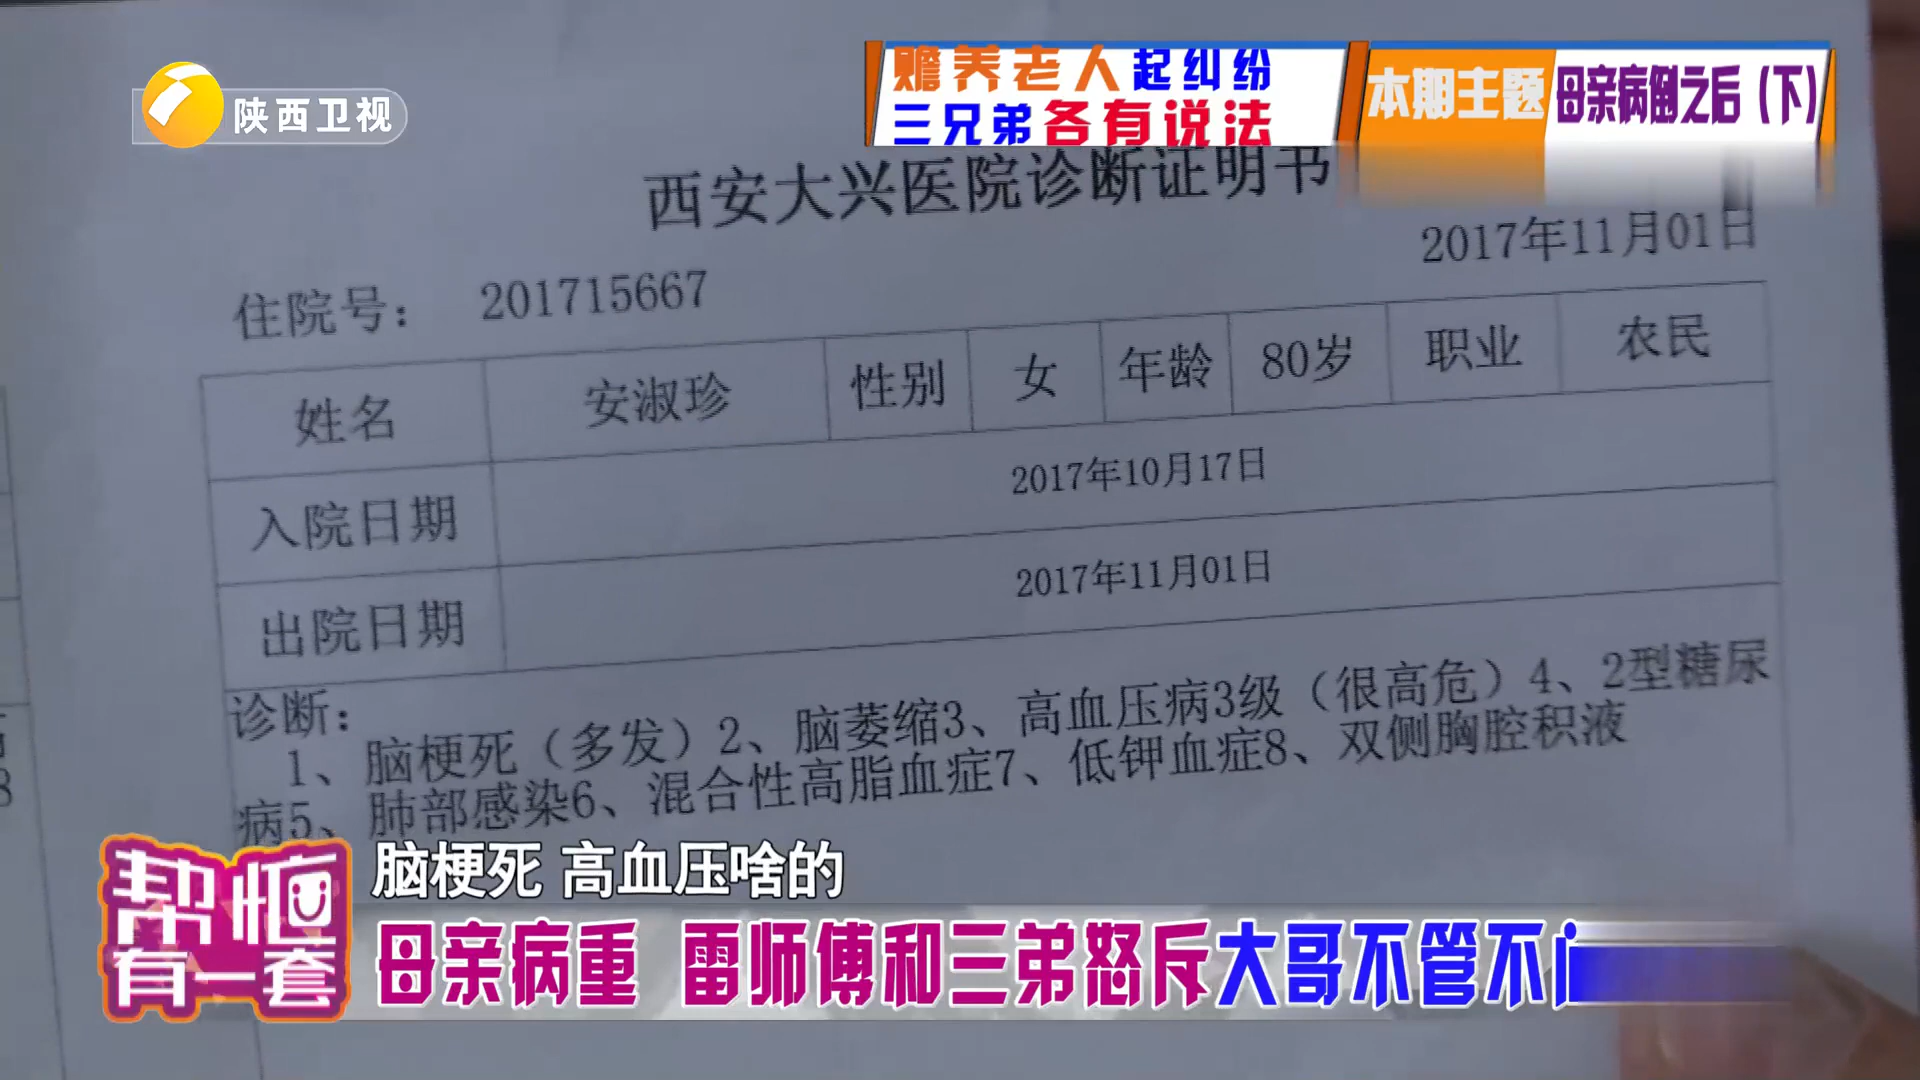 陕西卫视
赡养老人起纠纷
三兄弟各有说法
本期主题
母亲病倒之后（下）
西安大兴医院诊断证明书
2017年11月01日
住院号： 201715667
姓名 安淑珍 性别 女 年龄 80岁 职业 农民
入院日期 2017年10月17日
出院日期 2017年11月01日
诊断：
1、脑梗死（多发）2、脑萎缩3、高血压病3级（很高危）4、2型糖尿
病5、肺部感染6、混合性高脂血症7、低钾血症8、双侧胸腔积液
脑梗死 高血压啥的
帮忙
有一套
母亲病重 雷师傅和三弟怒斥大哥不管不